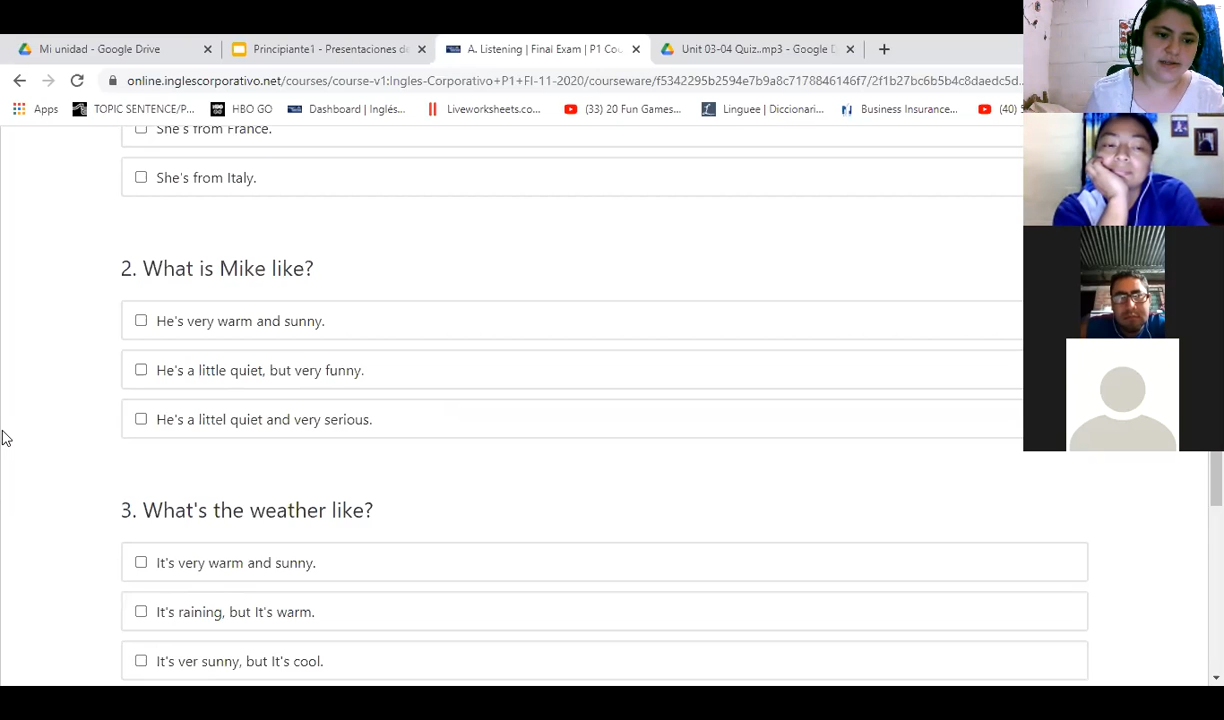 Mi unidad - Google Drive
Principiante1 - Presentaciones de
A. Listening | Final Exam | P1 Cou
Unit 03-04 Quiz..mp3 - Google D
online.inglescorporativo.net/courses/course-v1:Ingles-Corporativo+P1+FI-11-2020/courseware/f5342295b2594e7b9a8c7178846146f7/2f1b27bc6b5b4c8daedc5d...
Apps
TOPIC SENTENCE/P...
HBO GO
Dashboard | Inglés...
Liveworksheets.co...
(33) 20 Fun Games...
Linguee | Diccionari...
Business Insurance...
(40)
She's from France.
She's from Italy.
2. What is Mike like?
He's very warm and sunny.
He's a little quiet, but very funny.
He's a littel quiet and very serious.
3. What's the weather like?
It's very warm and sunny.
It's raining, but It's warm.
It's ver sunny, but It's cool.